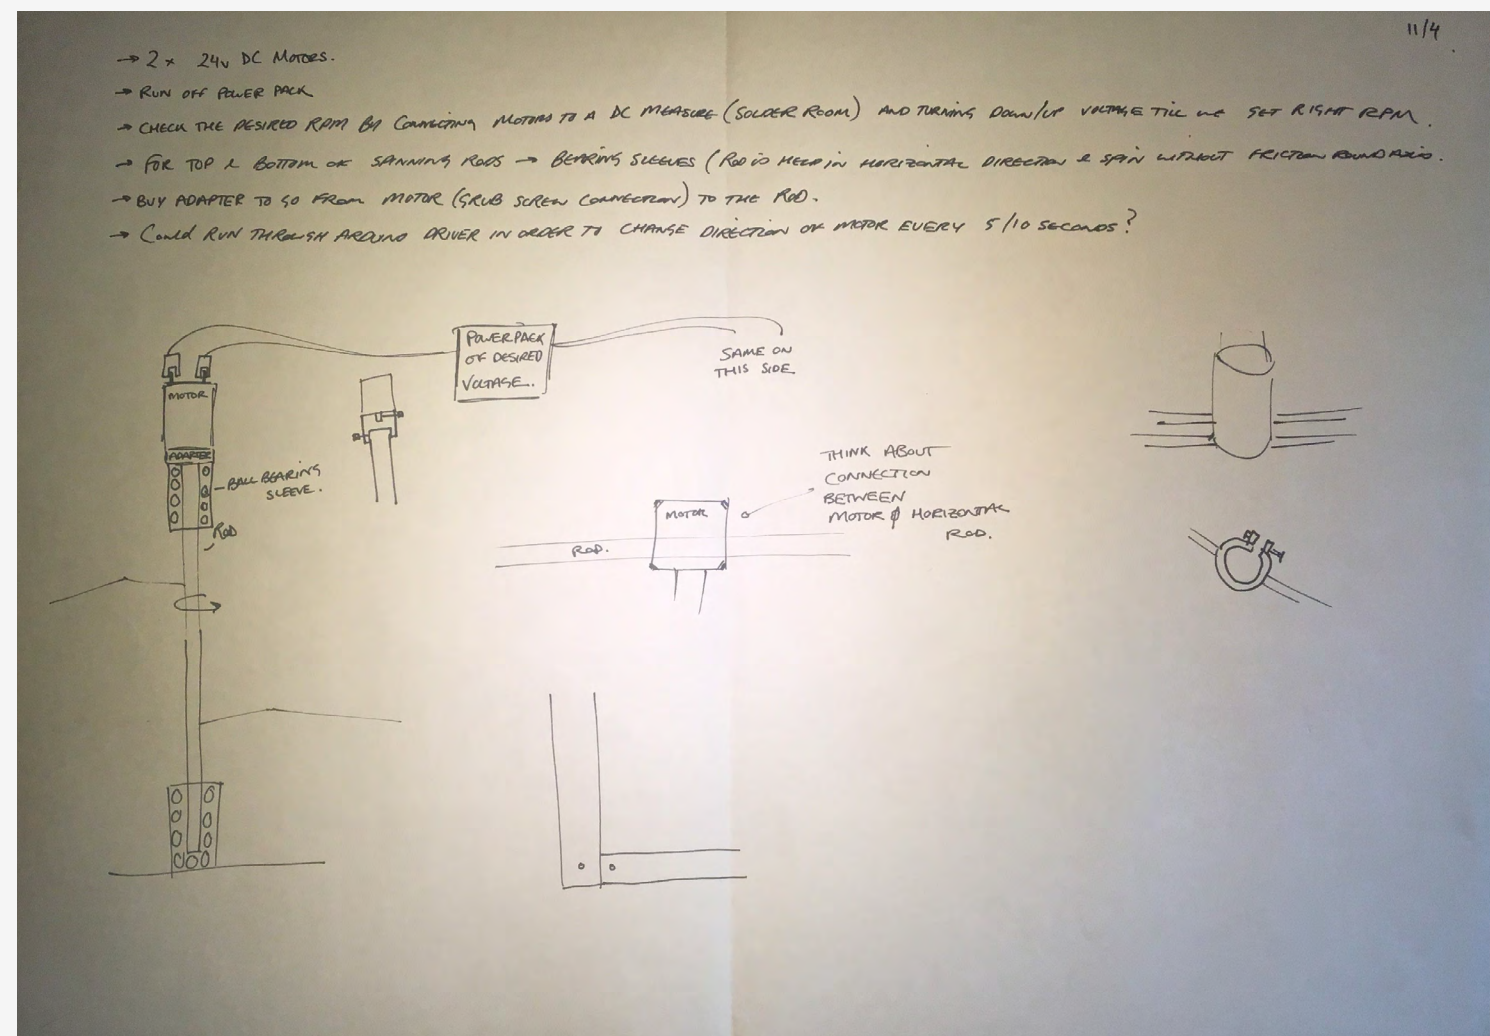 11/4
→ 2 x 24v DC MOTORS.
→ RUN OFF POWER PACK
→ CHECK THE DESIRED RPM BY CONNECTING MOTORS TO A DC MEASURE (SOLDER ROOM) AND TURNING DOWN/UP VOLTAGE TILL WE GET RIGHT RPM.
→ FOR TOP & BOTTOM OF SPINNING RODS → BEARING SLEEVES (ROD IS HELP IN HORIZONTAL DIRECTION & SPIN WITHOUT FRICTION ROUND AXIS.
→ BUY ADAPTER TO GO FROM MOTOR (GRUB SCREW CONNECTION) TO THE ROD.
→ COULD RUN THROUGH DRIVER IN ORDER TO CHANGE DIRECTION OF MOTOR EVERY 5/10 SECONDS?
POWERPACK
OF DESIRED
VOLTAGE.
SAME ON
THIS SIDE
MOTOR
ADAPTER
BALL BEARING
SLEEVE.
ROD
THINK ABOUT
CONNECTION
BETWEEN
MOTOR & HORIZONTAL
ROD.
MOTOR
ROD.